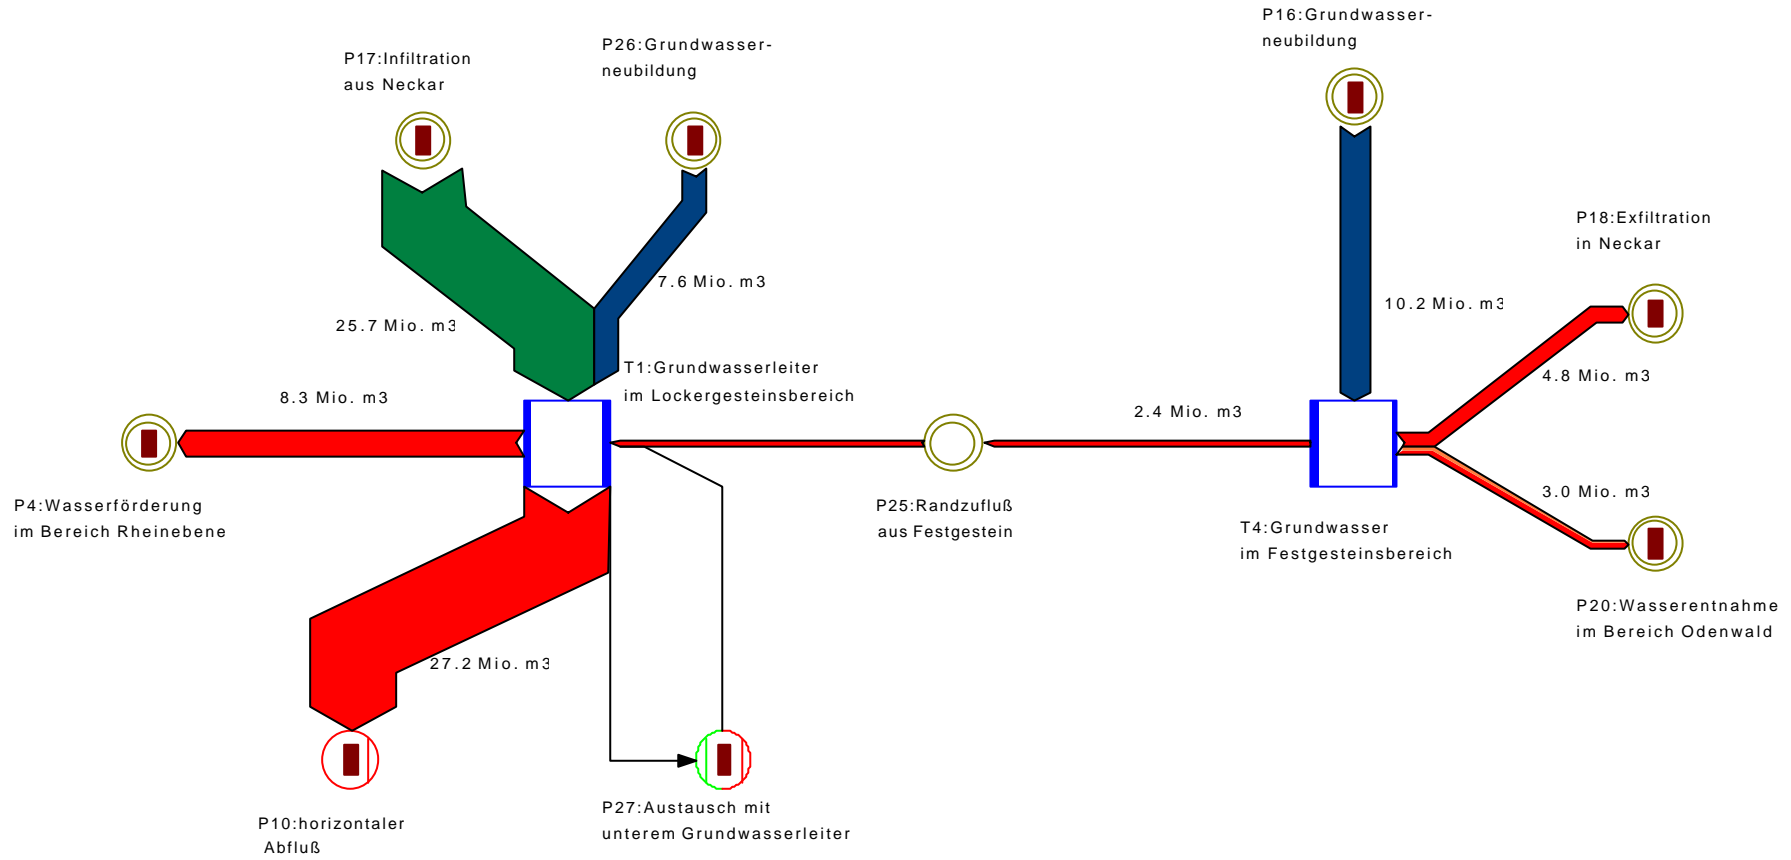 P16:Grundwasser-
neubildung
P17:Infiltration
aus Neckar
P26:Grundwasser-
neubildung
P18:Exfiltration
in Neckar
7.6 Mio. m3
25.7 Mio. m3
10.2 Mio. m3
T1:Grundwasserleiter
im Lockergesteinsbereich
8.3 Mio. m3
2.4 Mio. m3
4.8 Mio. m3
3.0 Mio. m3
P4:Wasserförderung
im Bereich Rheinebene
P25:Randzufluß
aus Festgestein
T4:Grundwasser
im Festgesteinsbereich
P20:Wasserentnahme
im Bereich Odenwald
27.2 Mio. m3
P10:horizontaler
Abfluß
P27:Austausch mit
unterem Grundwasserleiter